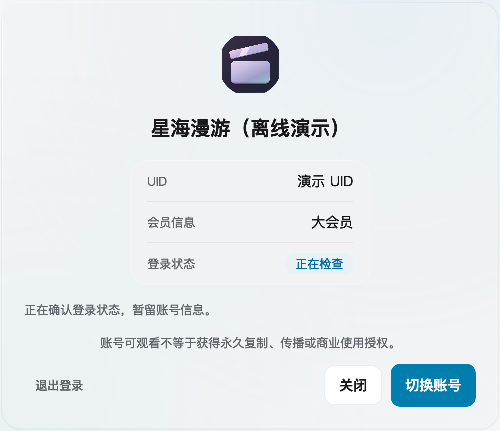 星海漫游（离线演示）
UID 演示 UID
会员信息 大会员
登录状态 正在检查
正在确认登录状态，暂留账号信息。
账号可观看不等于获得永久复制、传播或商业使用授权。
退出登录 关闭 切换账号